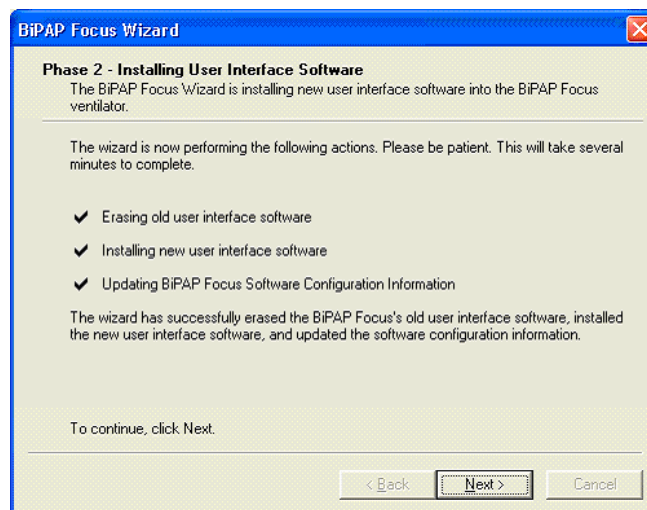 BiPAP Focus Wizard
Phase 2 - Installing User Interface Software
The BiPAP Focus Wizard is installing new user interface software into the BiPAP Focus
ventilator.
The wizard is now performing the following actions. Please be patient. This will take several
minutes to complete.
Erasing old user interface software
Installing new user interface software
Updating BiPAP Focus Software Configuration Information
The wizard has successfully erased the BiPAP Focus's old user interface software, installed
the new user interface software, and updated the software configuration information.
To continue, click Next.
< Back Next > Cancel